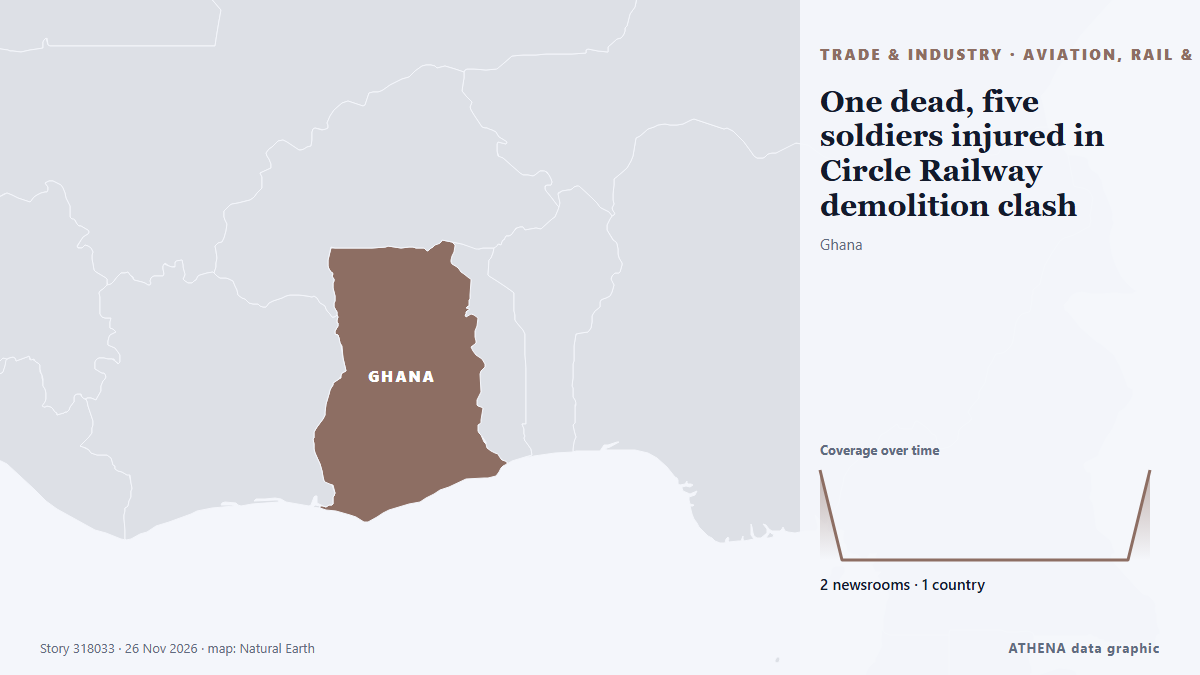 TRADE & INDUSTRY · AVIATION, RAIL &
One dead, five
soldiers injured in
Circle Railway
demolition clash
Ghana
GHANA
Coverage over time
2 newsrooms · 1 country
Story 318033 · 26 Nov 2026 · map: Natural Earth
ATHENA data graphic